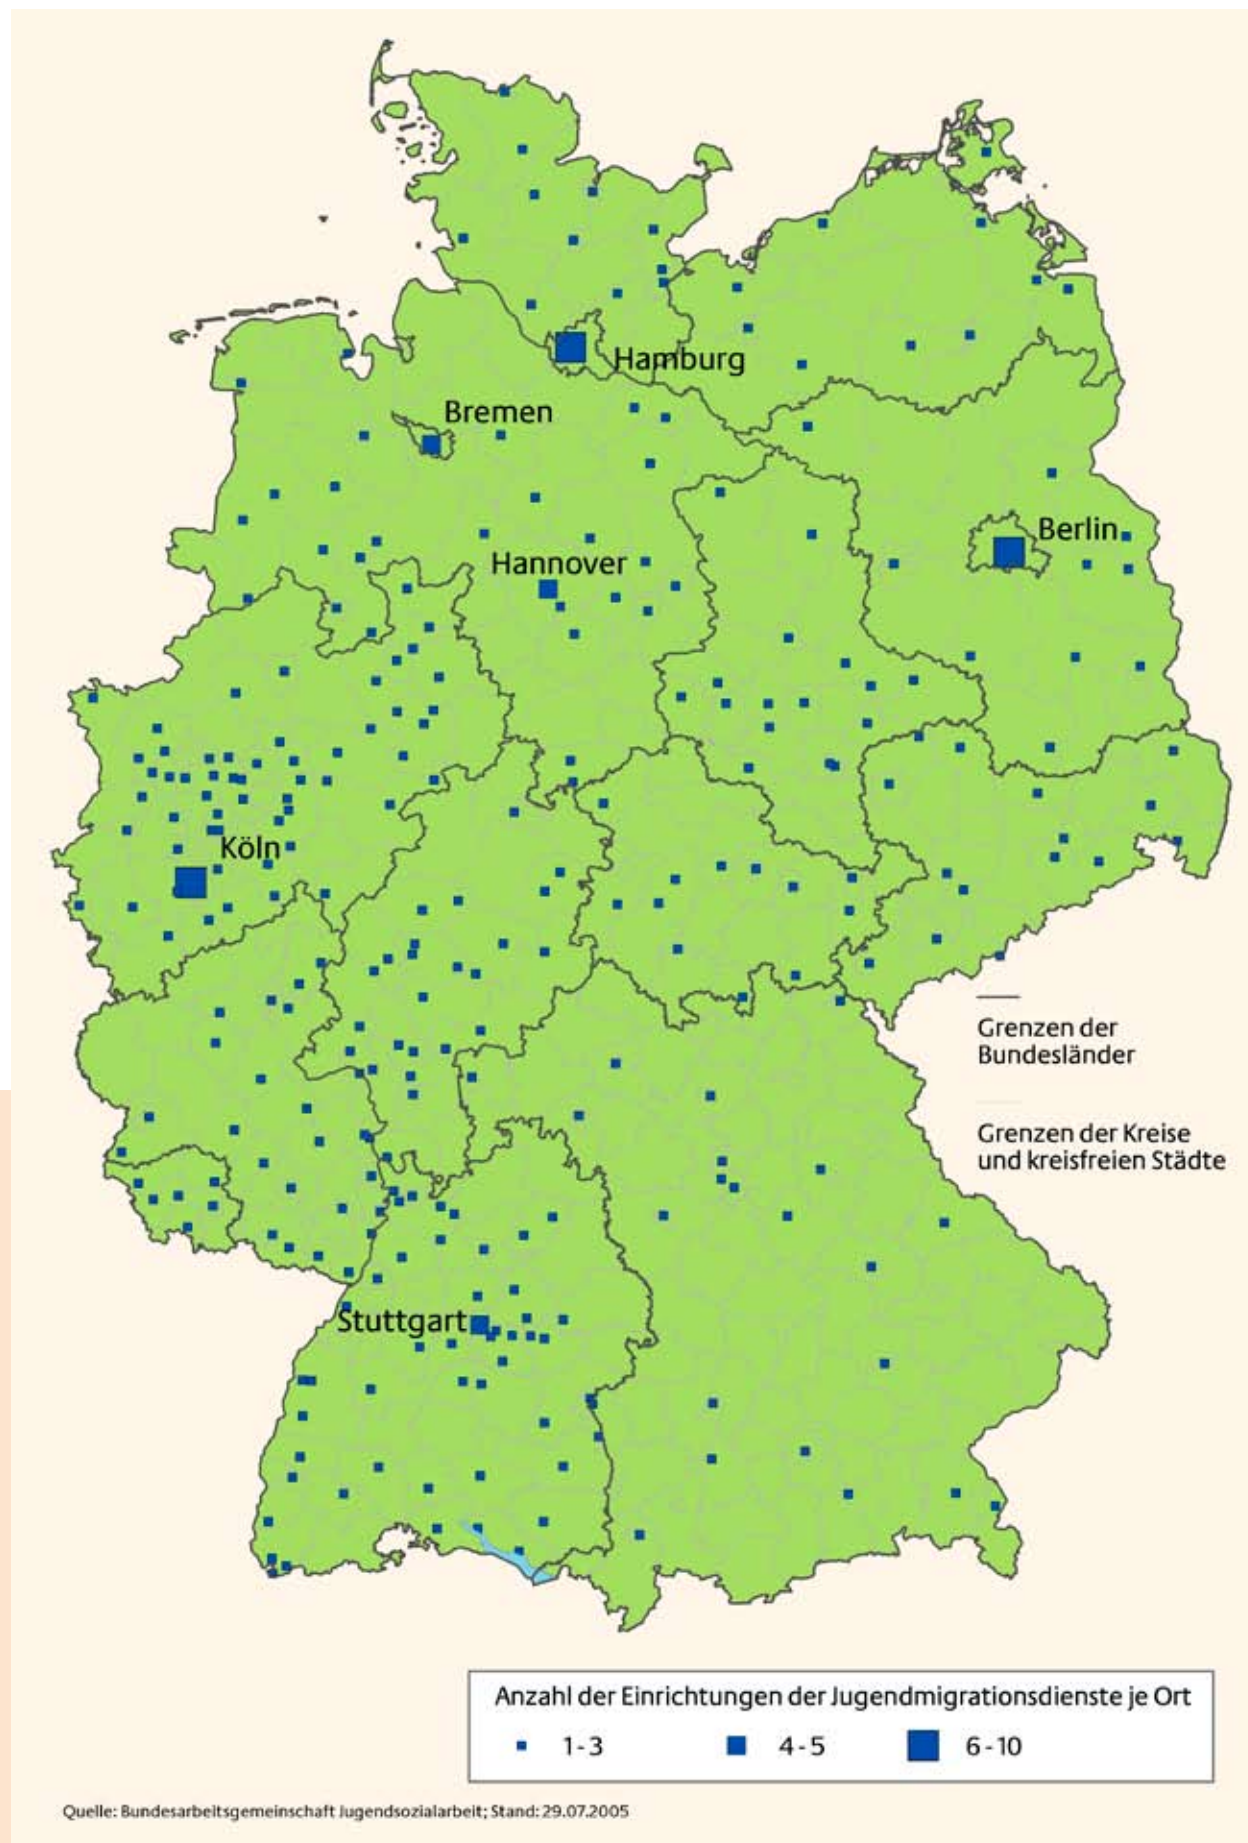 Hamburg
Bremen
Berlin
Hannover
Köln
Grenzen der
Bundesländer
Grenzen der Kreise
und kreisfreien Städte
Stuttgart
Anzahl der Einrichtungen der Jugendmigrationsdienste je Ort
1-3 4-5 6-10
Quelle: Bundesarbeitsgemeinschaft Jugendsozialarbeit; Stand: 29.07.2005